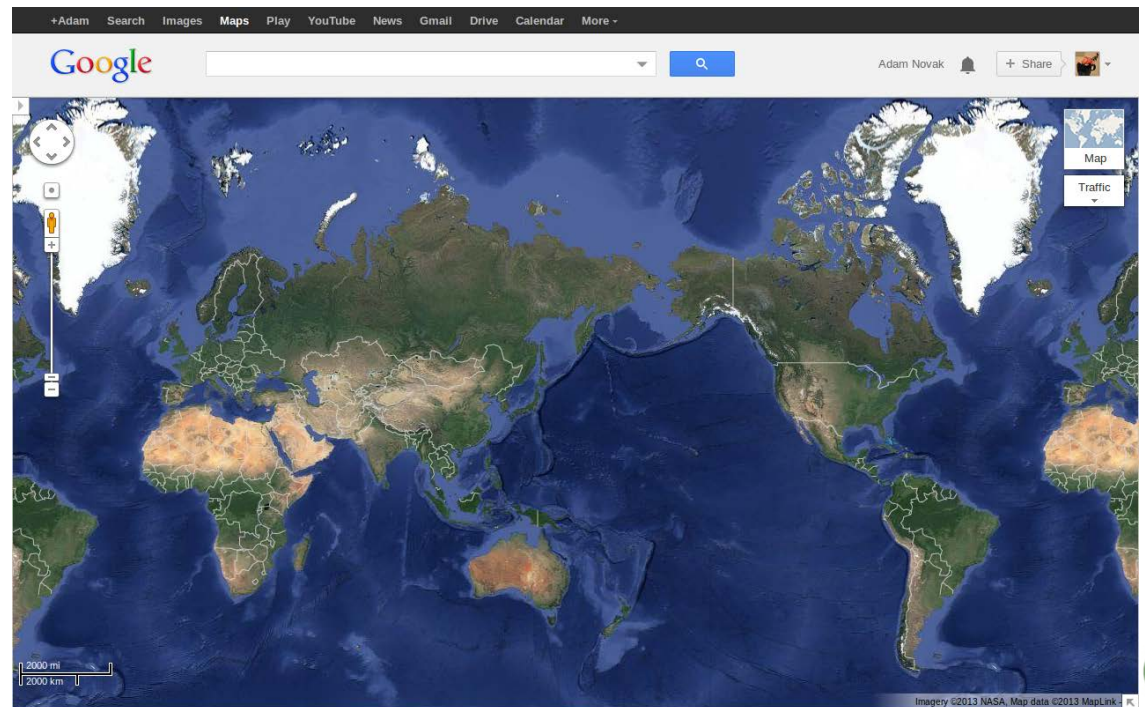 +Adam Search Images Maps Play YouTube News Gmail Drive Calendar More
Google
Adam Novak + Share
Map
Traffic
2000 mi
2000 km
Imagery ©2013 NASA, Map data ©2013 MapLink -